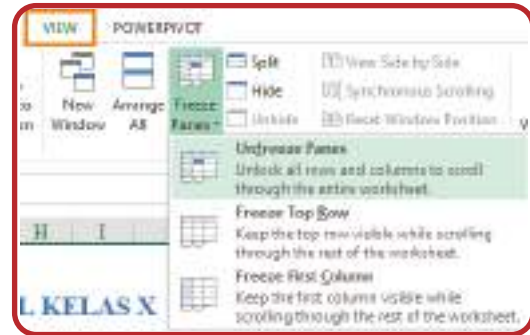 VIEW POWERPIVOT
Split View Side by Side
Hide Synchronous Scrolling
New Arrange Freeze
Unhide Reset Window Position
Window All Panes
Unfreeze Panes
Unlock all rows and columns to scroll
through the entire worksheet.
Freeze Top Row
Keep the top row visible while scrolling
through the rest of the worksheet.
H I
Freeze First Column
Keep the first column visible while
scrolling through the rest of the worksheet.
L KELAS X